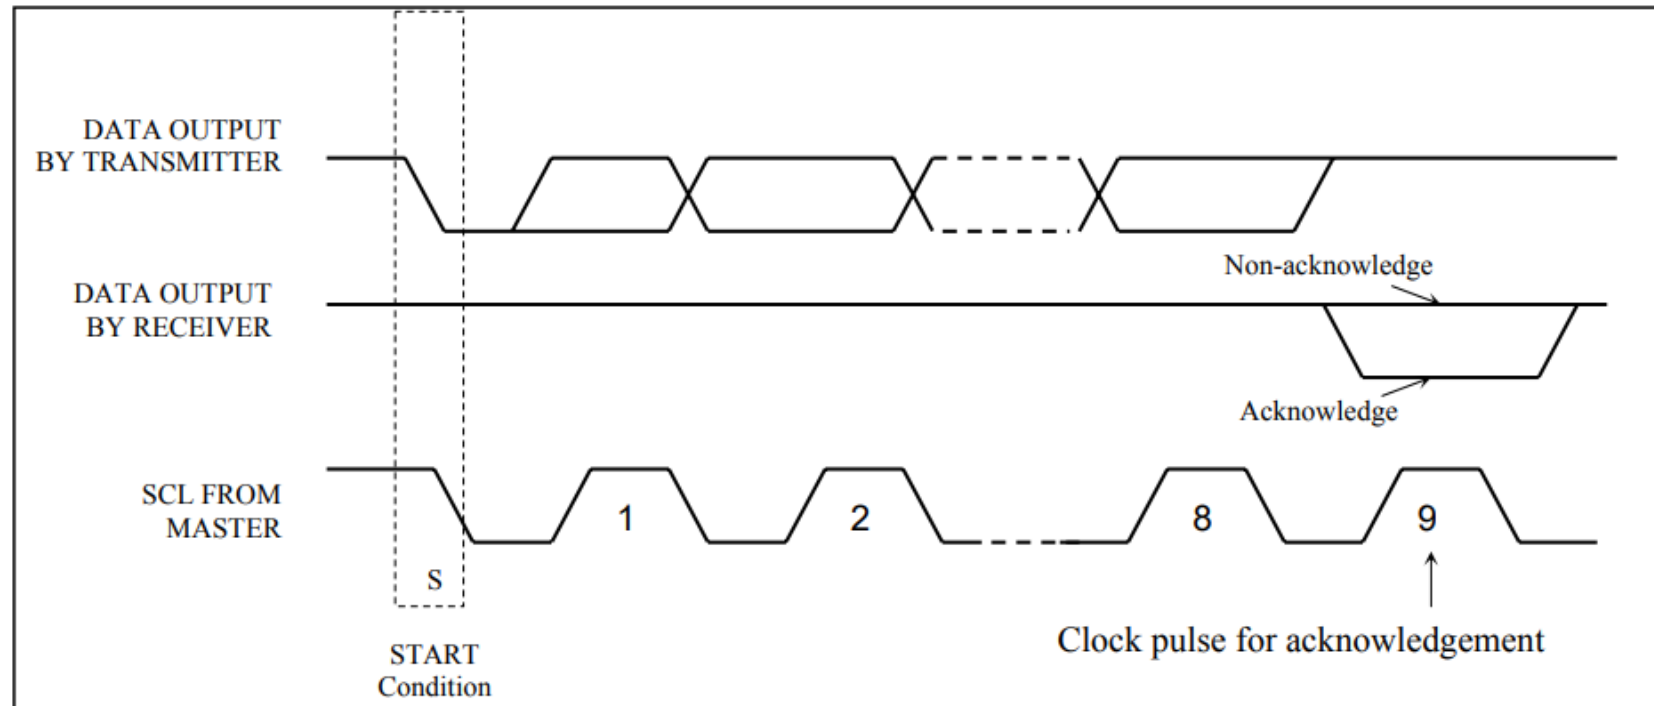 DATA OUTPUT
BY TRANSMITTER
Non-acknowledge
DATA OUTPUT
BY RECEIVER
Acknowledge
SCL FROM
MASTER
1
2
8
9
S
START
Condition
Clock pulse for acknowledgement